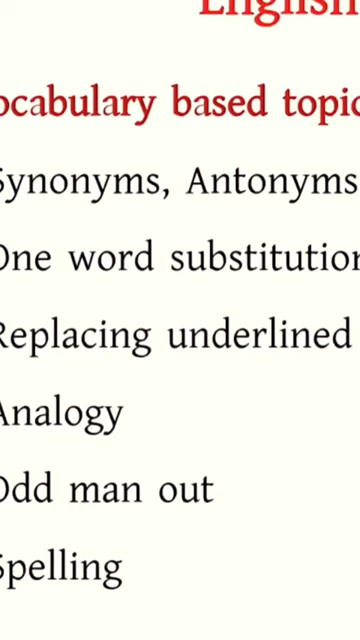 English
ocabulary based topic
Synonyms, Antonyms
One word substitution
Replacing underlined
Analogy
Odd man out
Spelling